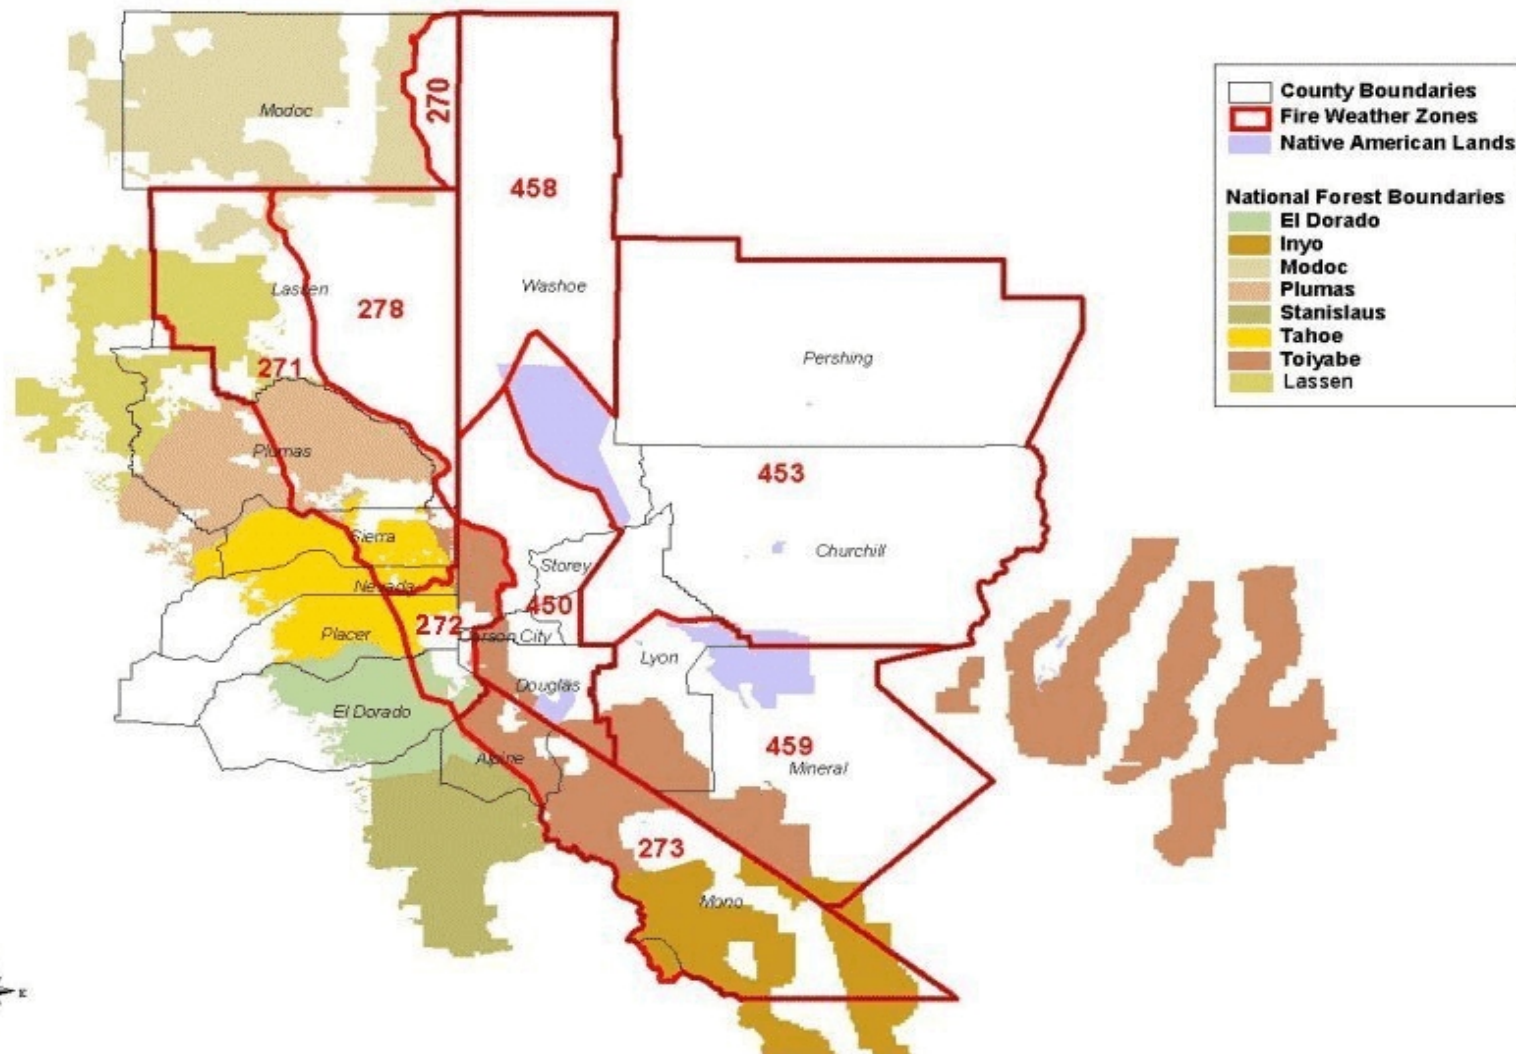 270
Modoc
458
Washoe
Lassen
278
271
Pershing
Plumas
453
Sierra
Churchill
Storey
Nevada
450
272
Placer
Carson City
Lyon
Douglas
El Dorado
459
Alpine
Mineral
273
Mono
E
County Boundaries
Fire Weather Zones
Native American Lands
National Forest Boundaries
El Dorado
Inyo
Modoc
Plumas
Stanislaus
Tahoe
Toiyabe
Lassen